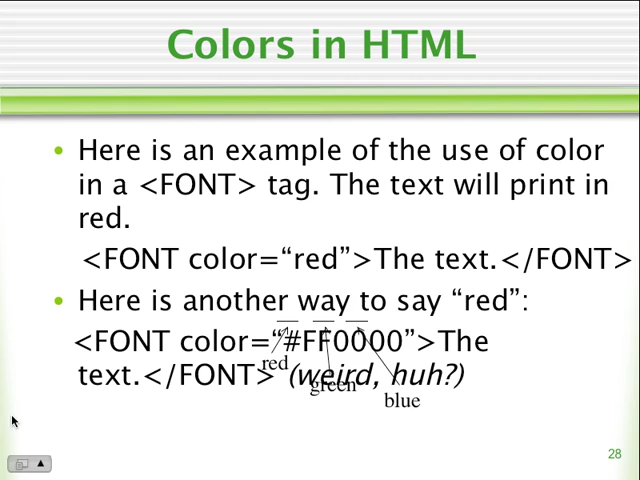 Colors in HTML
• Here is an example of the use of color
in a <FONT> tag. The text will print in
red.
<FONT color=“red”>The text.</FONT>
• Here is another way to say “red”:
<FONT color=“#FF0000”>The
text.</FONT> (weird, huh?)
red
green
blue
28